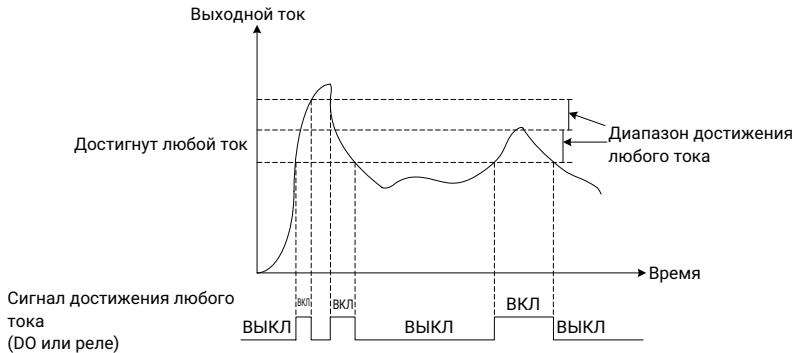 Выходной ток
Достигнут любой ток
Диапазон достижения
любого тока
Время
Сигнал достижения любого
тока
(DO или реле)
ВЫКЛ
ВКЛ
ВКЛ
ВЫКЛ
ВКЛ
ВЫКЛ